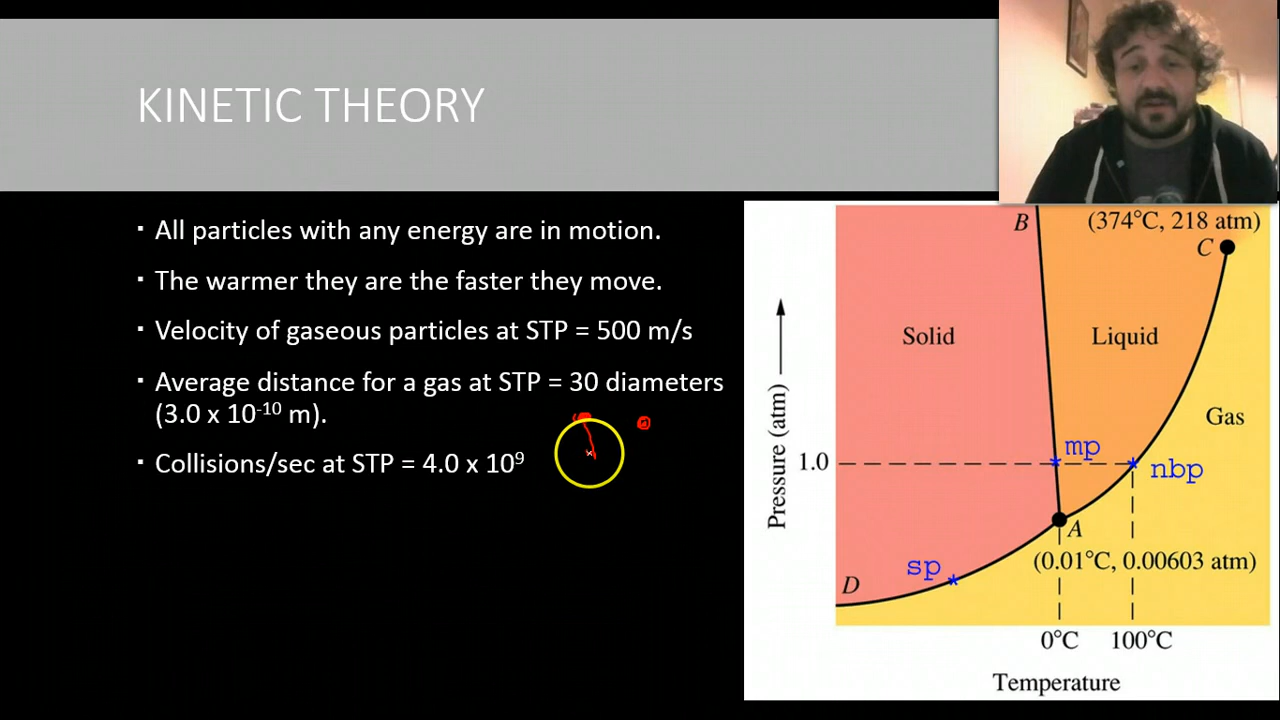 KINETIC THEORY
▪ All particles with any energy are in motion.
▪ The warmer they are the faster they move.
▪ Velocity of gaseous particles at STP = 500 m/s
▪ Average distance for a gas at STP = 30 diameters
(3.0 x 10⁻¹⁰ m).
▪ Collisions/sec at STP = 4.0 x 10⁹
B
(374°C, 218 atm)
C
Solid
Liquid
Gas
Pressure (atm)
1.0
mp
nbp
A
(0.01°C, 0.00603 atm)
sp
D
0°C
100°C
Temperature